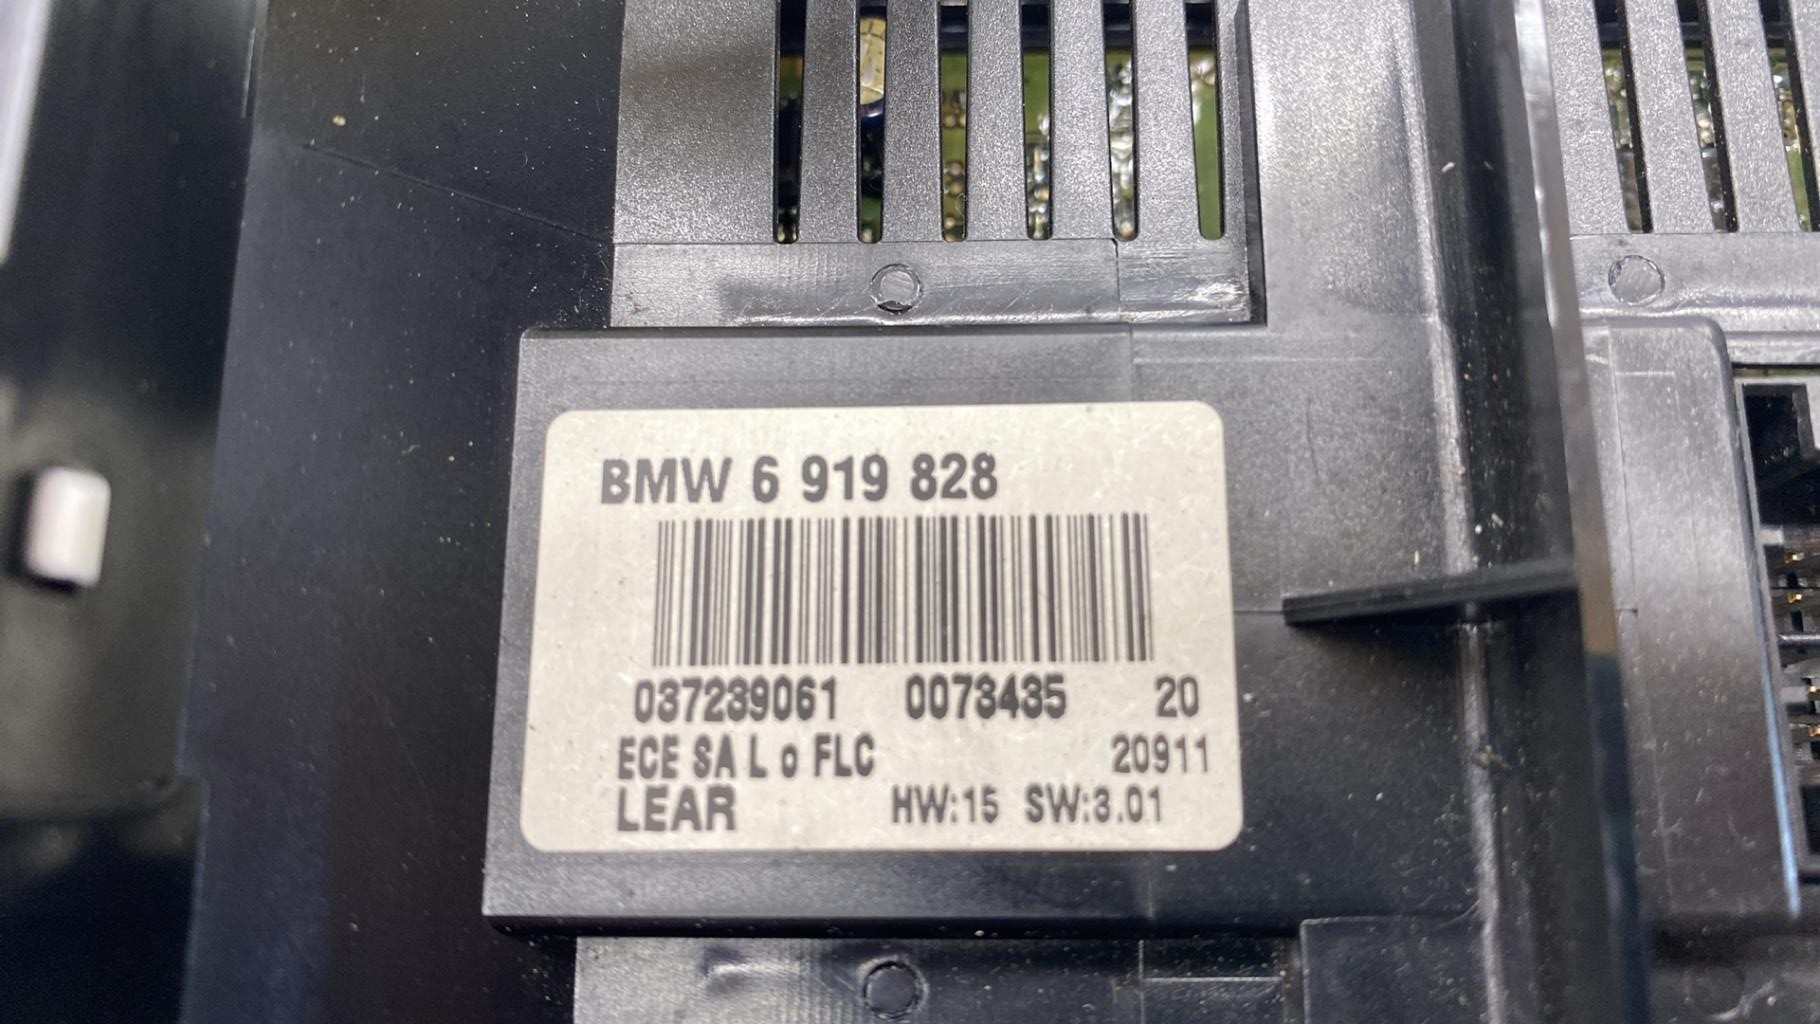 BMW 6 919 828
037239061 0073435 20
ECE SA L o FLC 20911
LEAR HW:15 SW:3.01